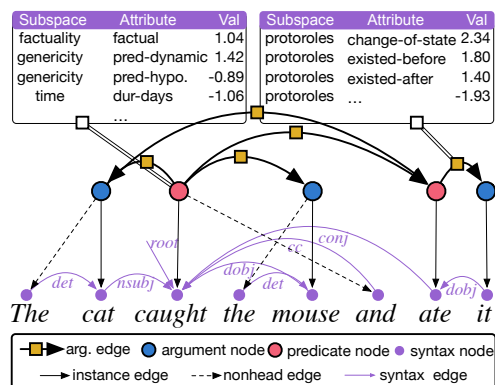 Subspace Attribute Val
factuality factual 1.04
genericity pred-dynamic 1.42
genericity pred-hypo. -0.89
time dur-days -1.06
...
Subspace Attribute Val
protoroles change-of-state 2.34
protoroles existed-before 1.80
protoroles existed-after 1.40
protoroles ... -1.93
root cc conj
det nsubj dobj det dobj
The cat caught the mouse and ate it
arg. edge argument node predicate node syntax node
instance edge nonhead edge syntax edge